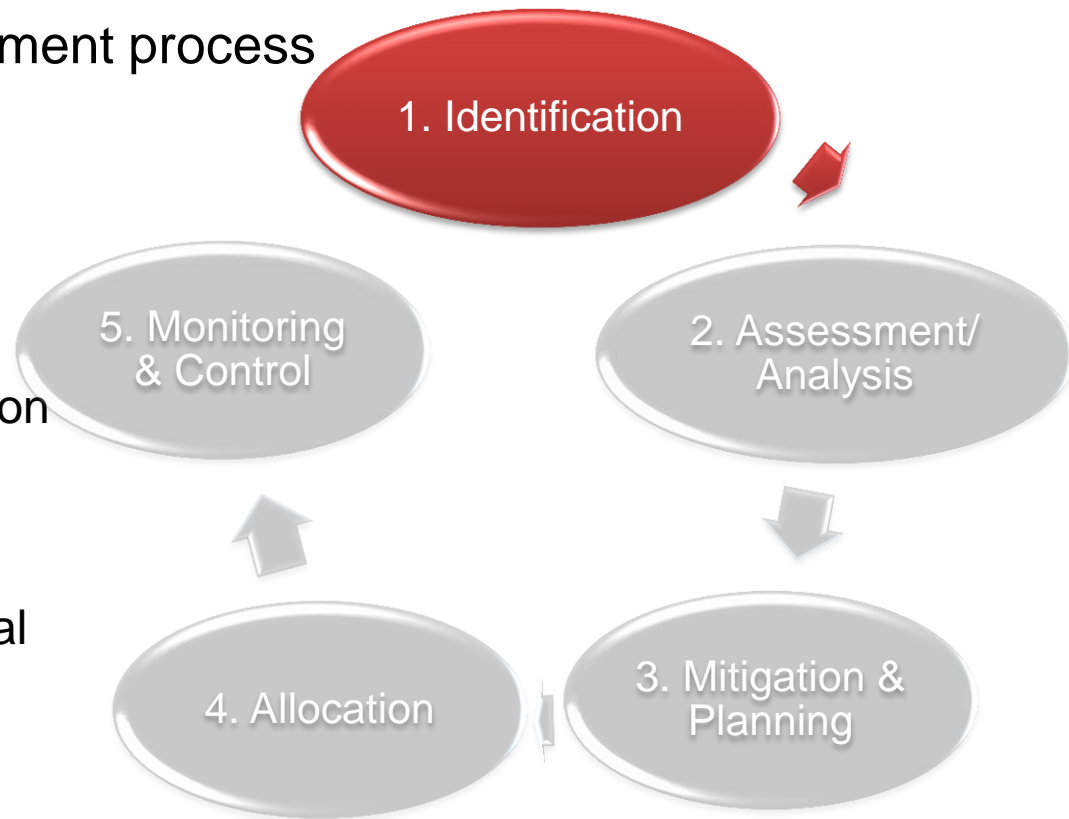 ment process
1. Identification
5. Monitoring
& Control
2. Assessment/
Analysis
on
al
4. Allocation
3. Mitigation &
Planning